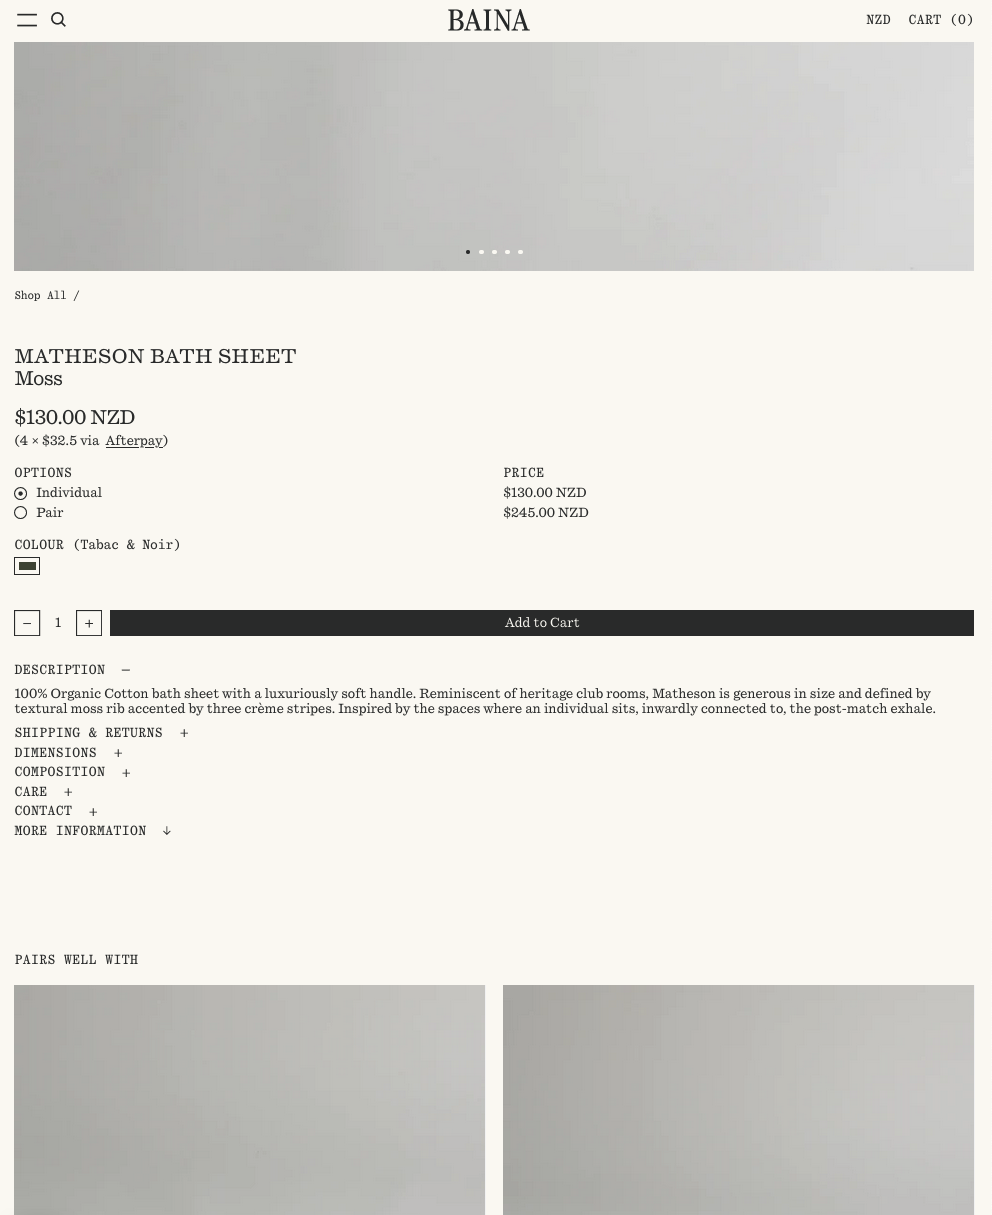 BAINA
NZD CART (0)
Shop All /
MATHESON BATH SHEET
Moss
$130.00 NZD
(4 × $32.5 via Afterpay)
OPTIONS PRICE
Individual $130.00 NZD
Pair $245.00 NZD
COLOUR (Tabac & Noir)
− 1 + Add to Cart
DESCRIPTION −
100% Organic Cotton bath sheet with a luxuriously soft handle. Reminiscent of heritage club rooms, Matheson is generous in size and defined by
textural moss rib accented by three crème stripes. Inspired by the spaces where an individual sits, inwardly connected to, the post-match exhale.
SHIPPING & RETURNS +
DIMENSIONS +
COMPOSITION +
CARE +
CONTACT +
MORE INFORMATION ↓
PAIRS WELL WITH